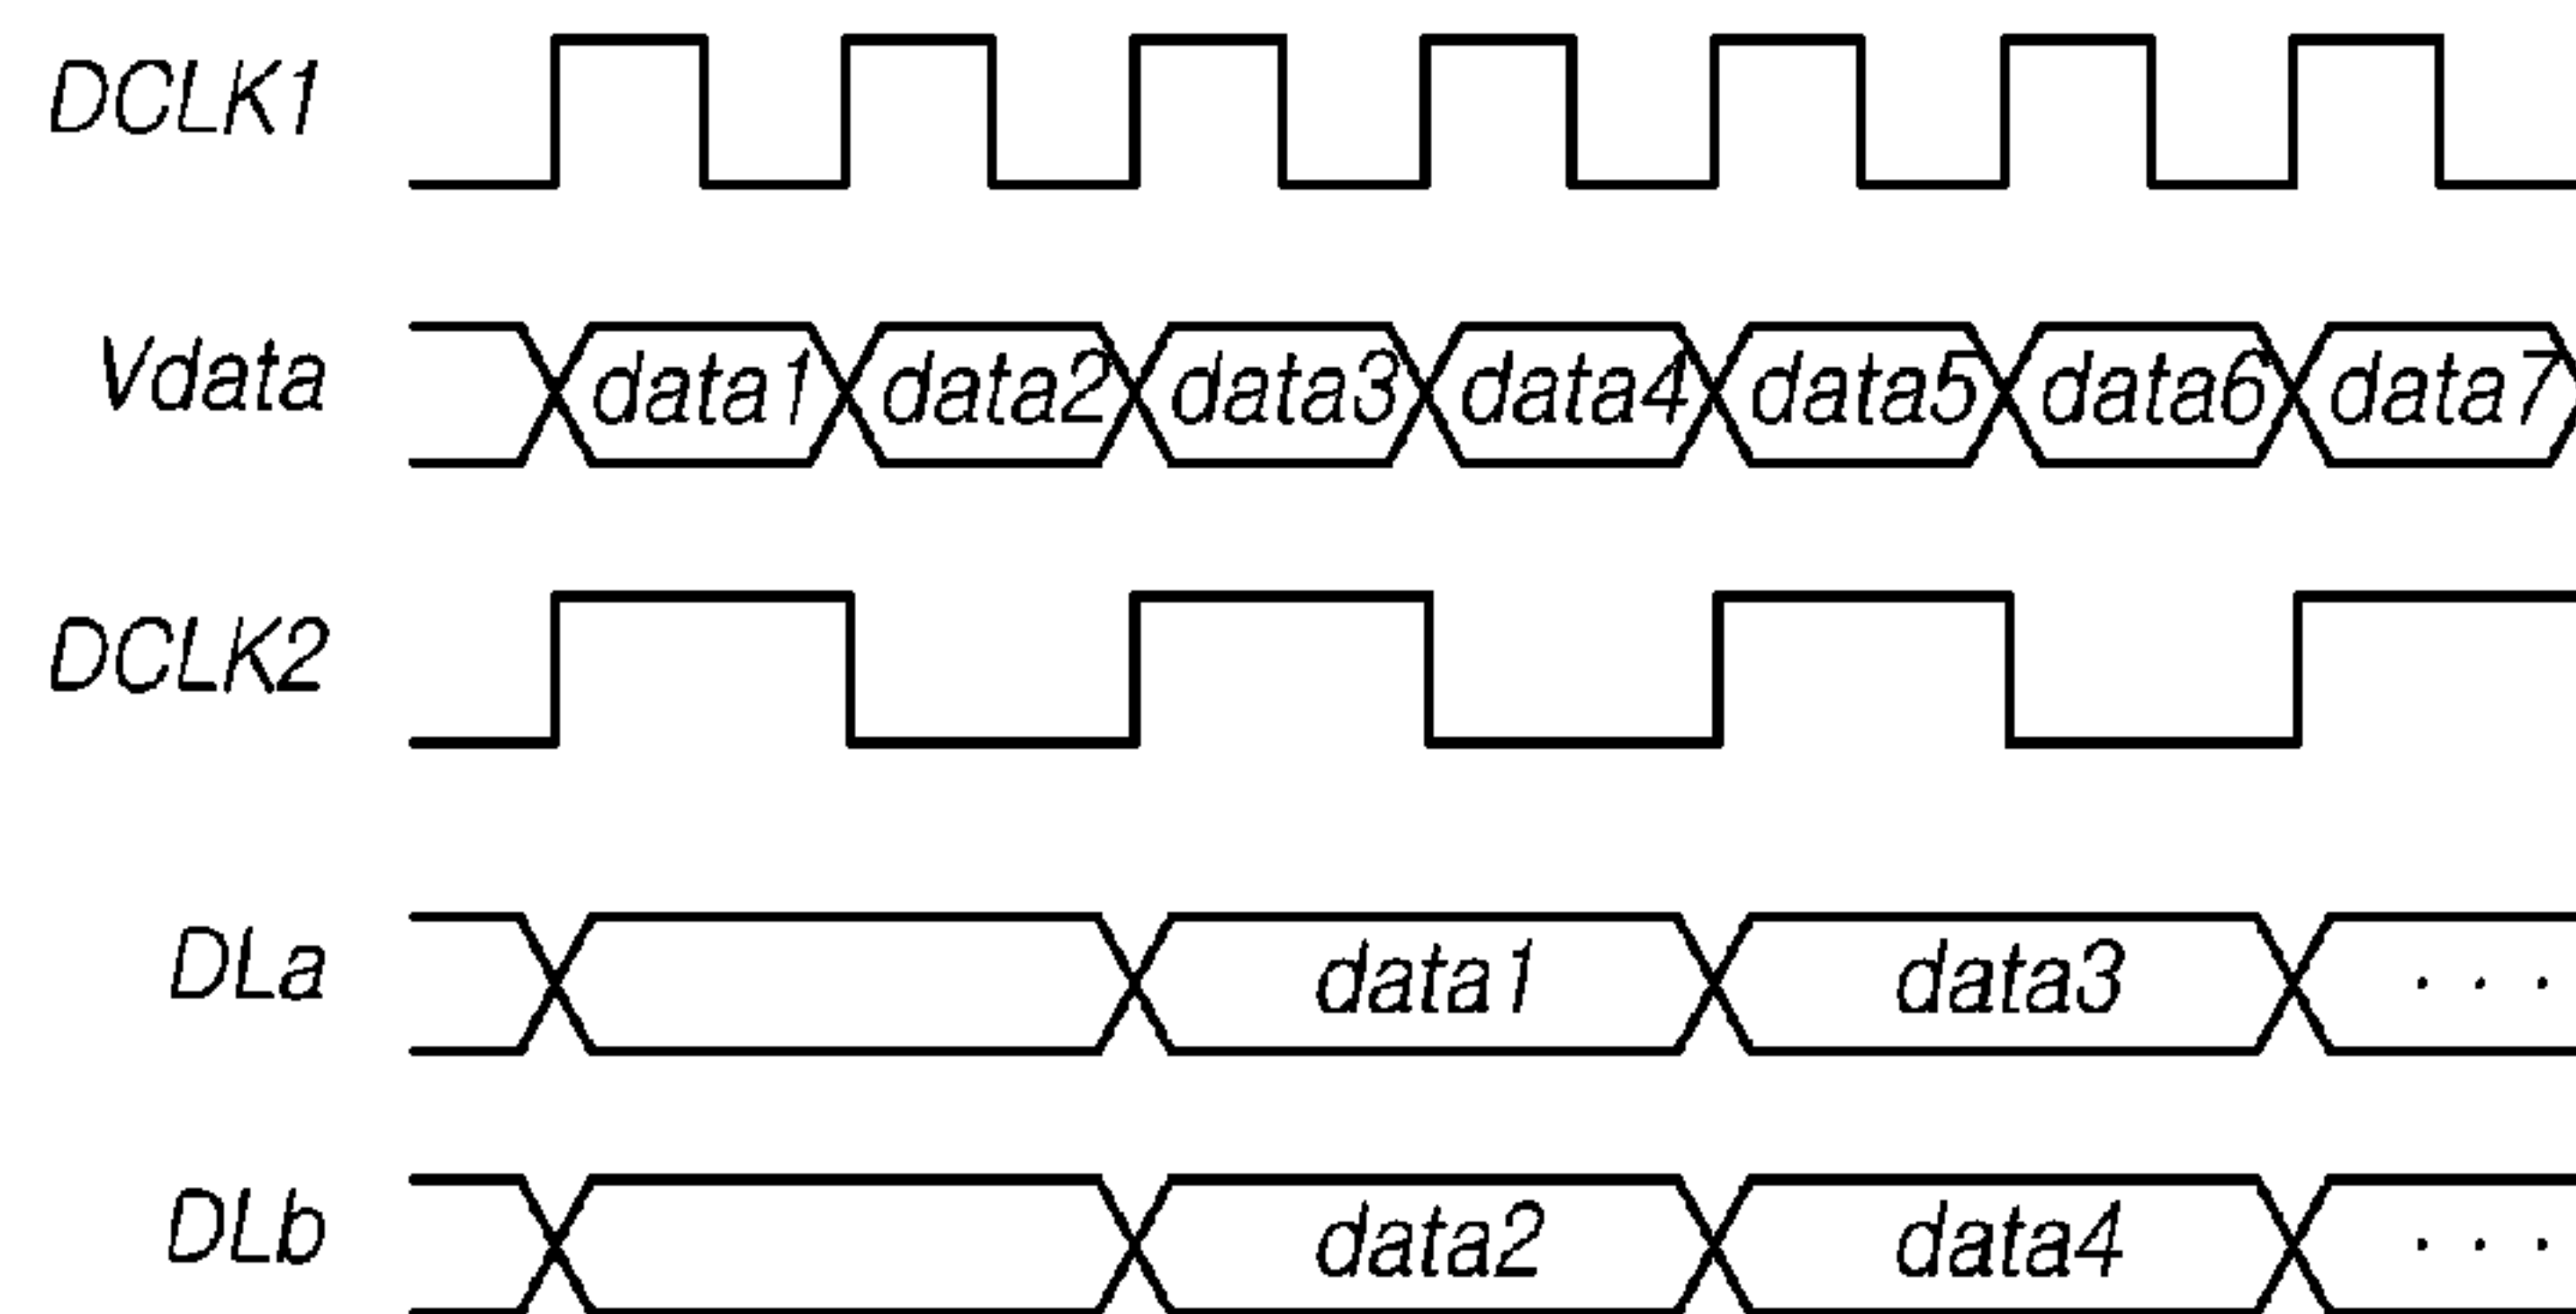 DCLK1
Vdata data1 data2 data3 data4 data5 data6 data7
DCLK2
DLa data1 data3 . . .
DLb data2 data4 . . .